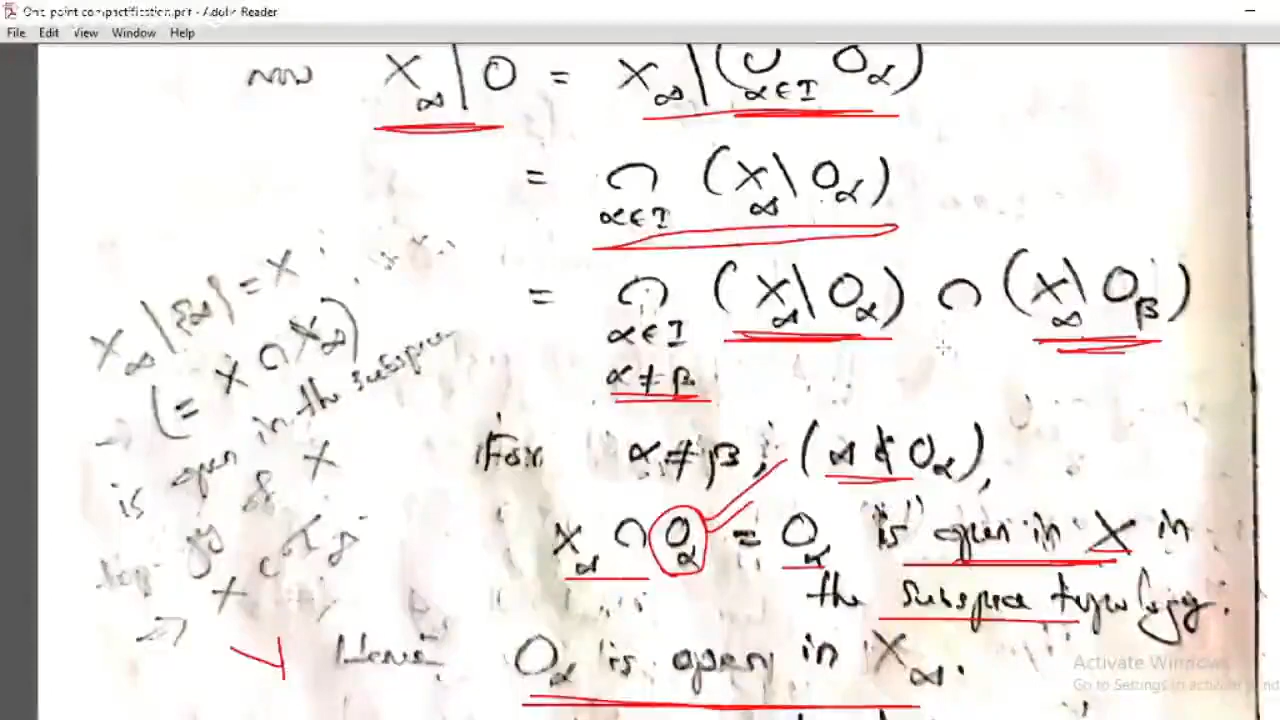 One point compactification.pdf - Adobe Reader
File Edit View Window Help
now X∞ | O = X∞ | (∪ α∈I Oα)
= ∩ α∈I (X∞ \ Oα)
= ∩ α∈I α≠β (X∞ \ Oα) ∩ (X∞ \ Oβ)
X∞ \ {∞} = X
(= X ∩ X∞)
is open in the subspace
X
For α≠β, (∞ ∉ Oα),
X∞ ∩ Oα = Oα is open in X in
the subspace topology.
Hence Oα is open in X∞.
Activate Windows
Go to Settings to activate